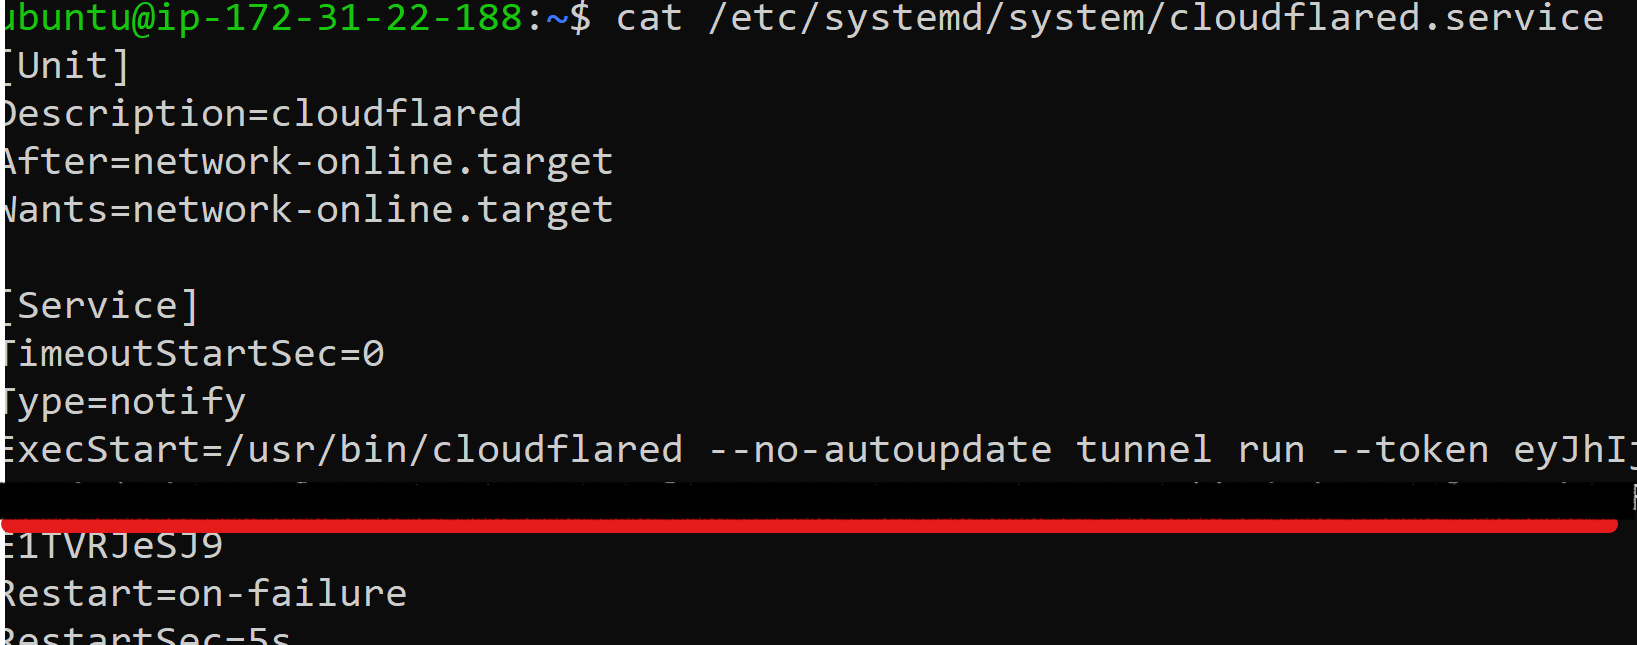 ubuntu@ip-172-31-22-188:~$ cat /etc/systemd/system/cloudflared.service
[Unit]
Description=cloudflared
After=network-online.target
Wants=network-online.target
[Service]
TimeoutStartSec=0
Type=notify
ExecStart=/usr/bin/cloudflared --no-autoupdate tunnel run --token eyJhIj
E1TVRJeSJ9
Restart=on-failure
RestartSec=5s